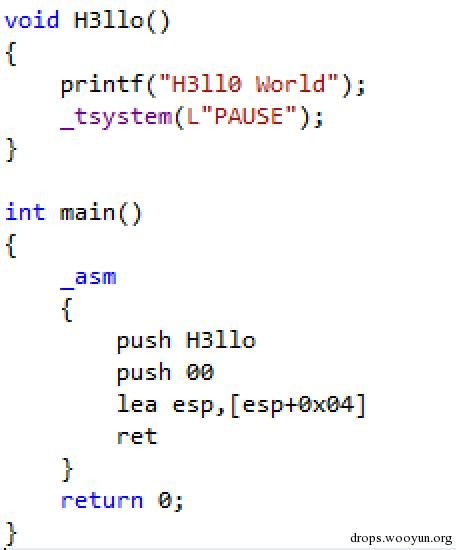 void H3llo()
{
    printf("H3ll0 World");
    _tsystem(L"PAUSE");
}

int main()
{
    _asm
    {
        push H3llo
        push 00
        lea esp,[esp+0x04]
        ret
    }
    return 0;
}
drops.wooyun.org